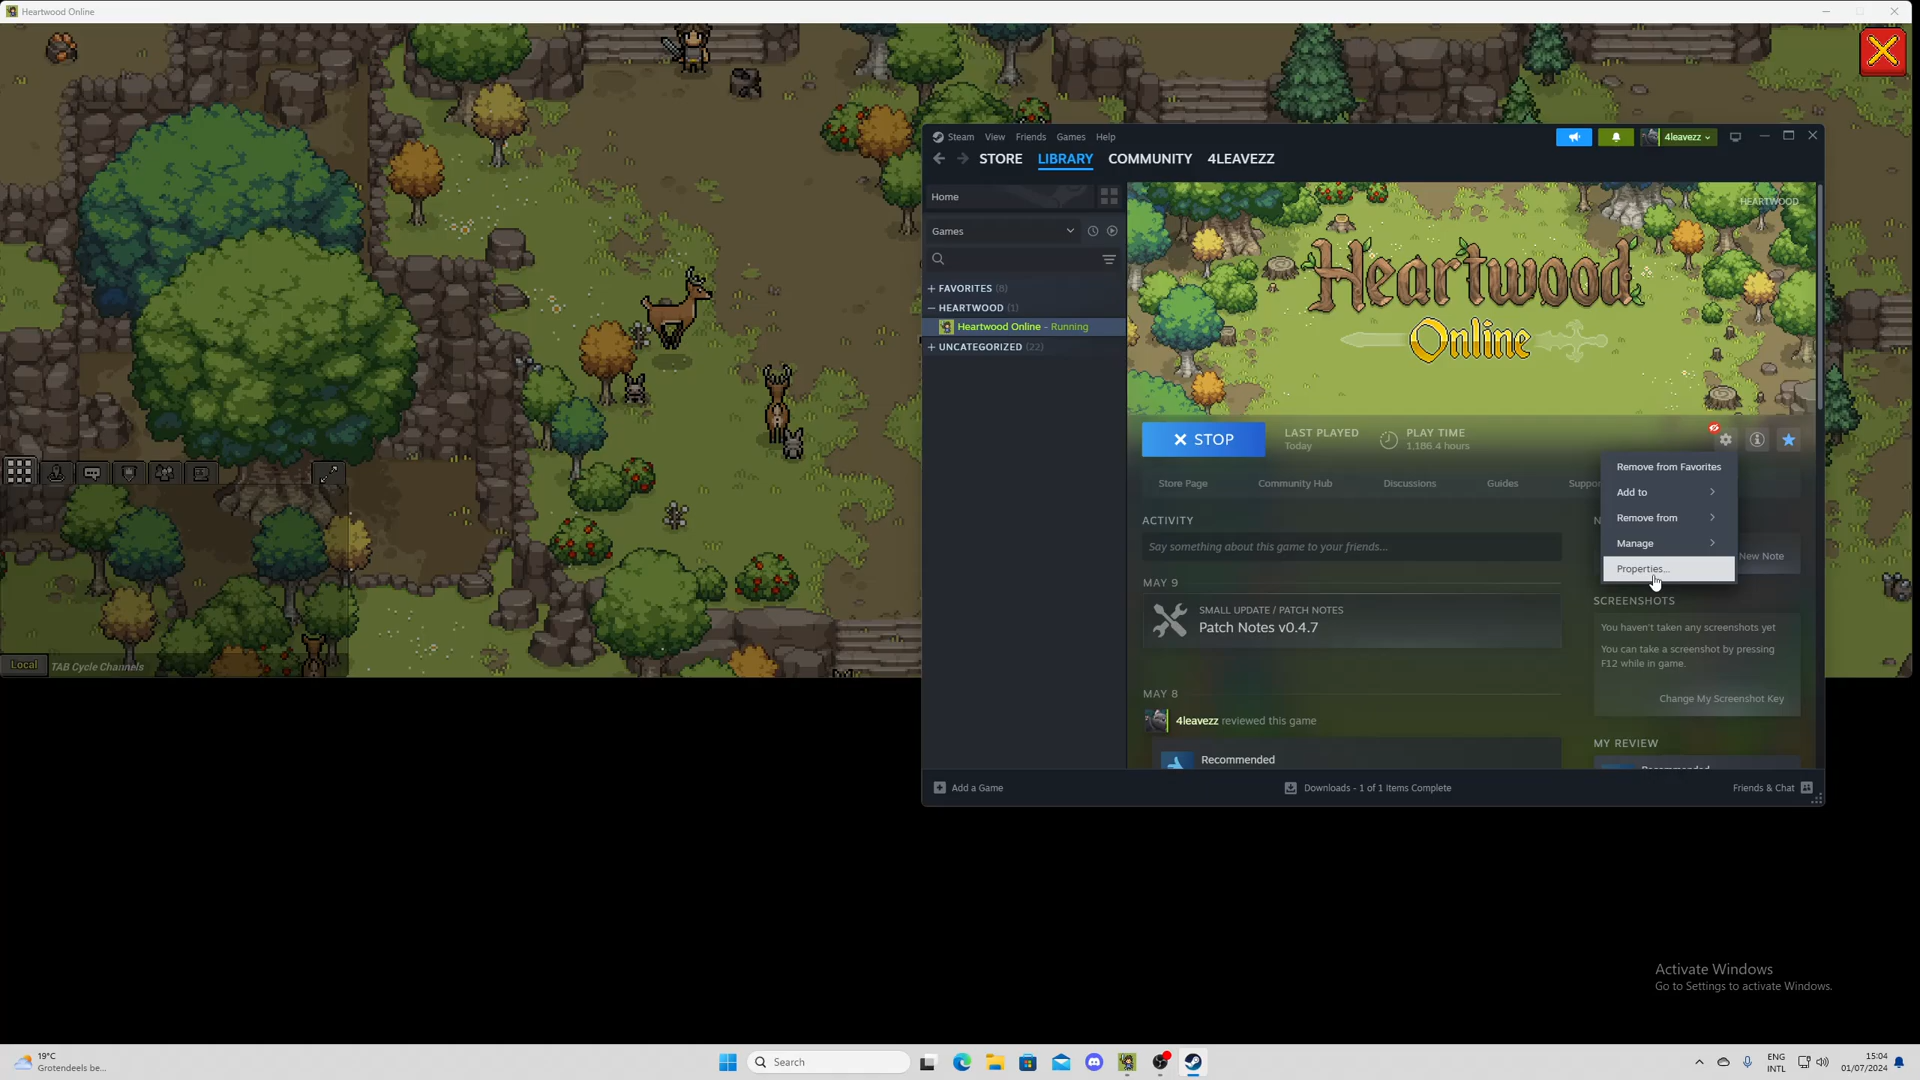 Heartwood Online
Steam View Friends Games Help
4leavezz
STORE LIBRARY COMMUNITY 4LEAVEZZ
Home
HEARTWOOD
Games
Heartwood
Online
+ FAVORITES (8)
− HEARTWOOD (1)
Heartwood Online - Running
+ UNCATEGORIZED (22)
STOP
LAST PLAYED
Today
PLAY TIME
1,186.4 hours
Remove from Favorites
Add to
Remove from
Manage
Properties...
Store Page Community Hub Discussions Guides Suppo
ACTIVITY
Say something about this game to your friends...
New Note
MAY 9
SMALL UPDATE / PATCH NOTES
Patch Notes v0.4.7
SCREENSHOTS
You haven't taken any screenshots yet
You can take a screenshot by pressing
F12 while in game.
Change My Screenshot Key
MAY 8
4leavezz reviewed this game
Recommended
MY REVIEW
Local TAB Cycle Channels
Add a Game
Downloads - 1 of 1 Items Complete
Friends & Chat
Activate Windows
Go to Settings to activate Windows.
19°C
Grotendeels be...
Search
ENG
INTL
15:04
01/07/2024